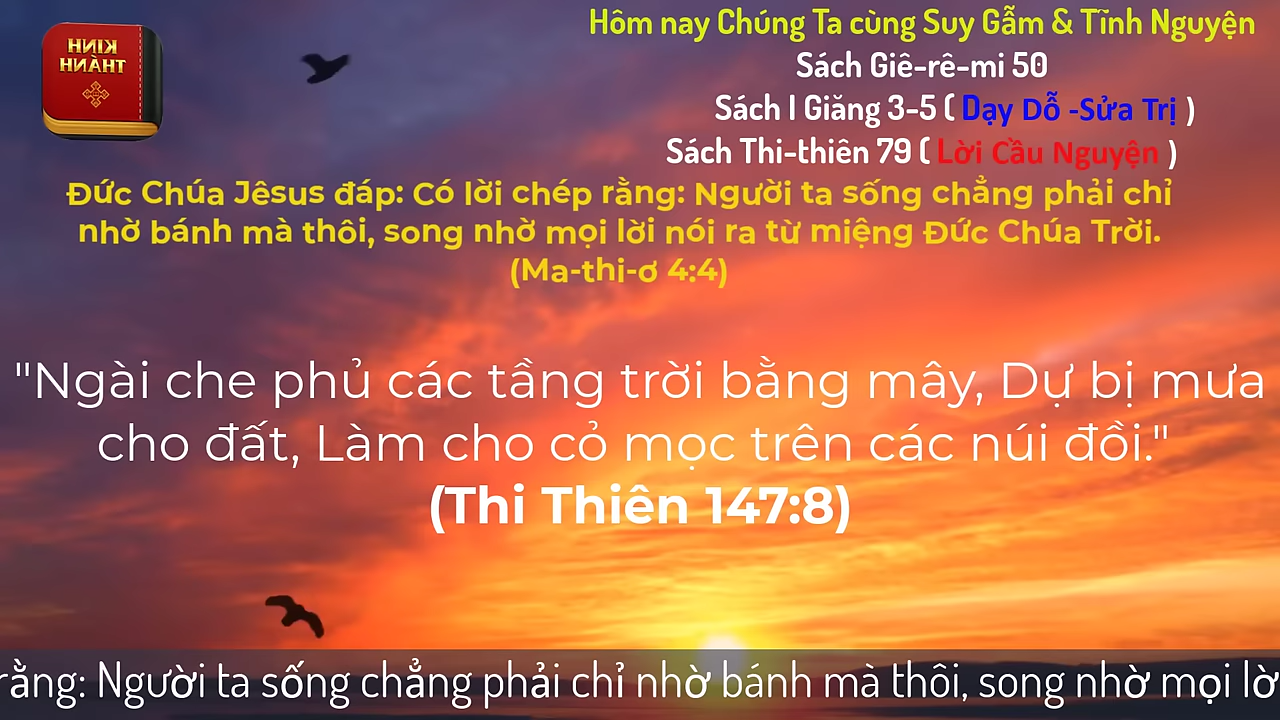 KINH
THÁNH
Hôm nay Chúng Ta cùng Suy Gẫm & Tĩnh Nguyện
Sách Giê-rê-mi 50
Sách I Giăng 3-5 ( Dạy Dỗ -Sửa Trị )
Sách Thi-thiên 79 ( Lời Cầu Nguyện )
Đức Chúa Jêsus đáp: Có lời chép rằng: Người ta sống chẳng phải chỉ
nhờ bánh mà thôi, song nhờ mọi lời nói ra từ miệng Đức Chúa Trời.
(Ma-thi-ơ 4:4)
"Ngài che phủ các tầng trời bằng mây, Dự bị mưa
cho đất, Làm cho cỏ mọc trên các núi đồi."
(Thi Thiên 147:8)
rằng: Người ta sống chẳng phải chỉ nhờ bánh mà thôi, song nhờ mọi lờ